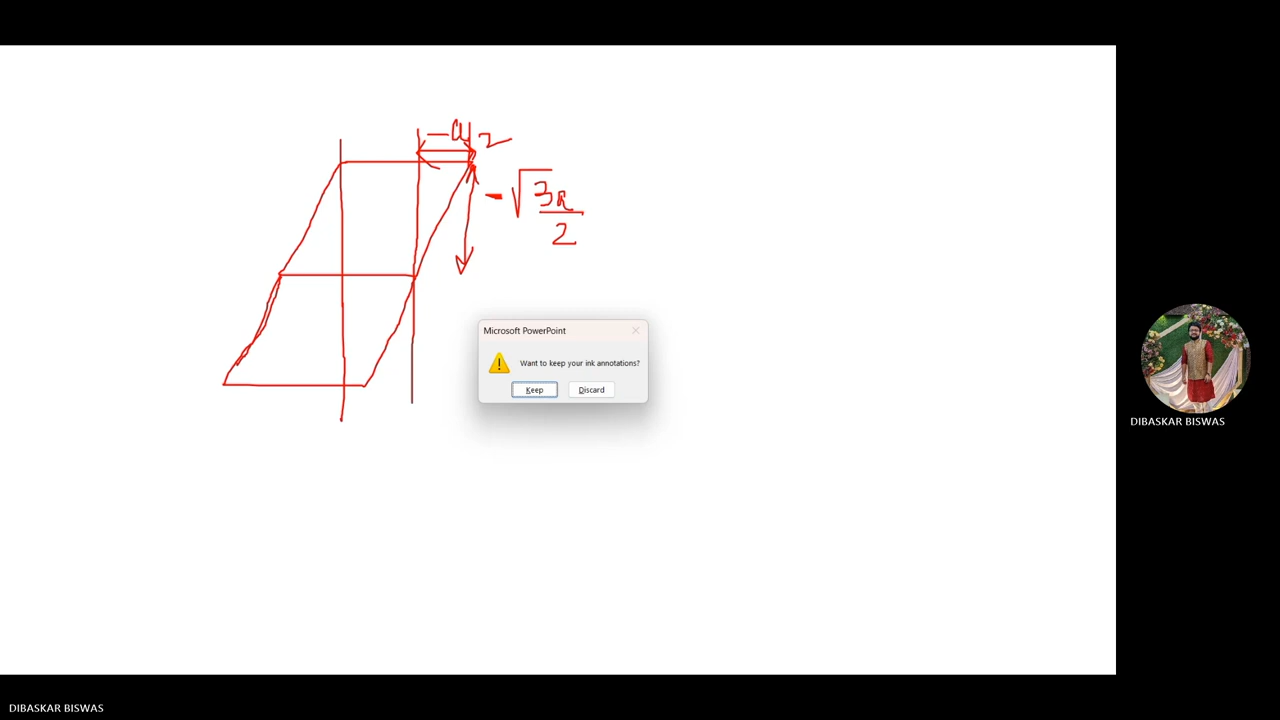 -a/2
-√3a/2
Microsoft PowerPoint
Want to keep your ink annotations?
Keep
Discard
DIBASKAR BISWAS
DIBASKAR BISWAS